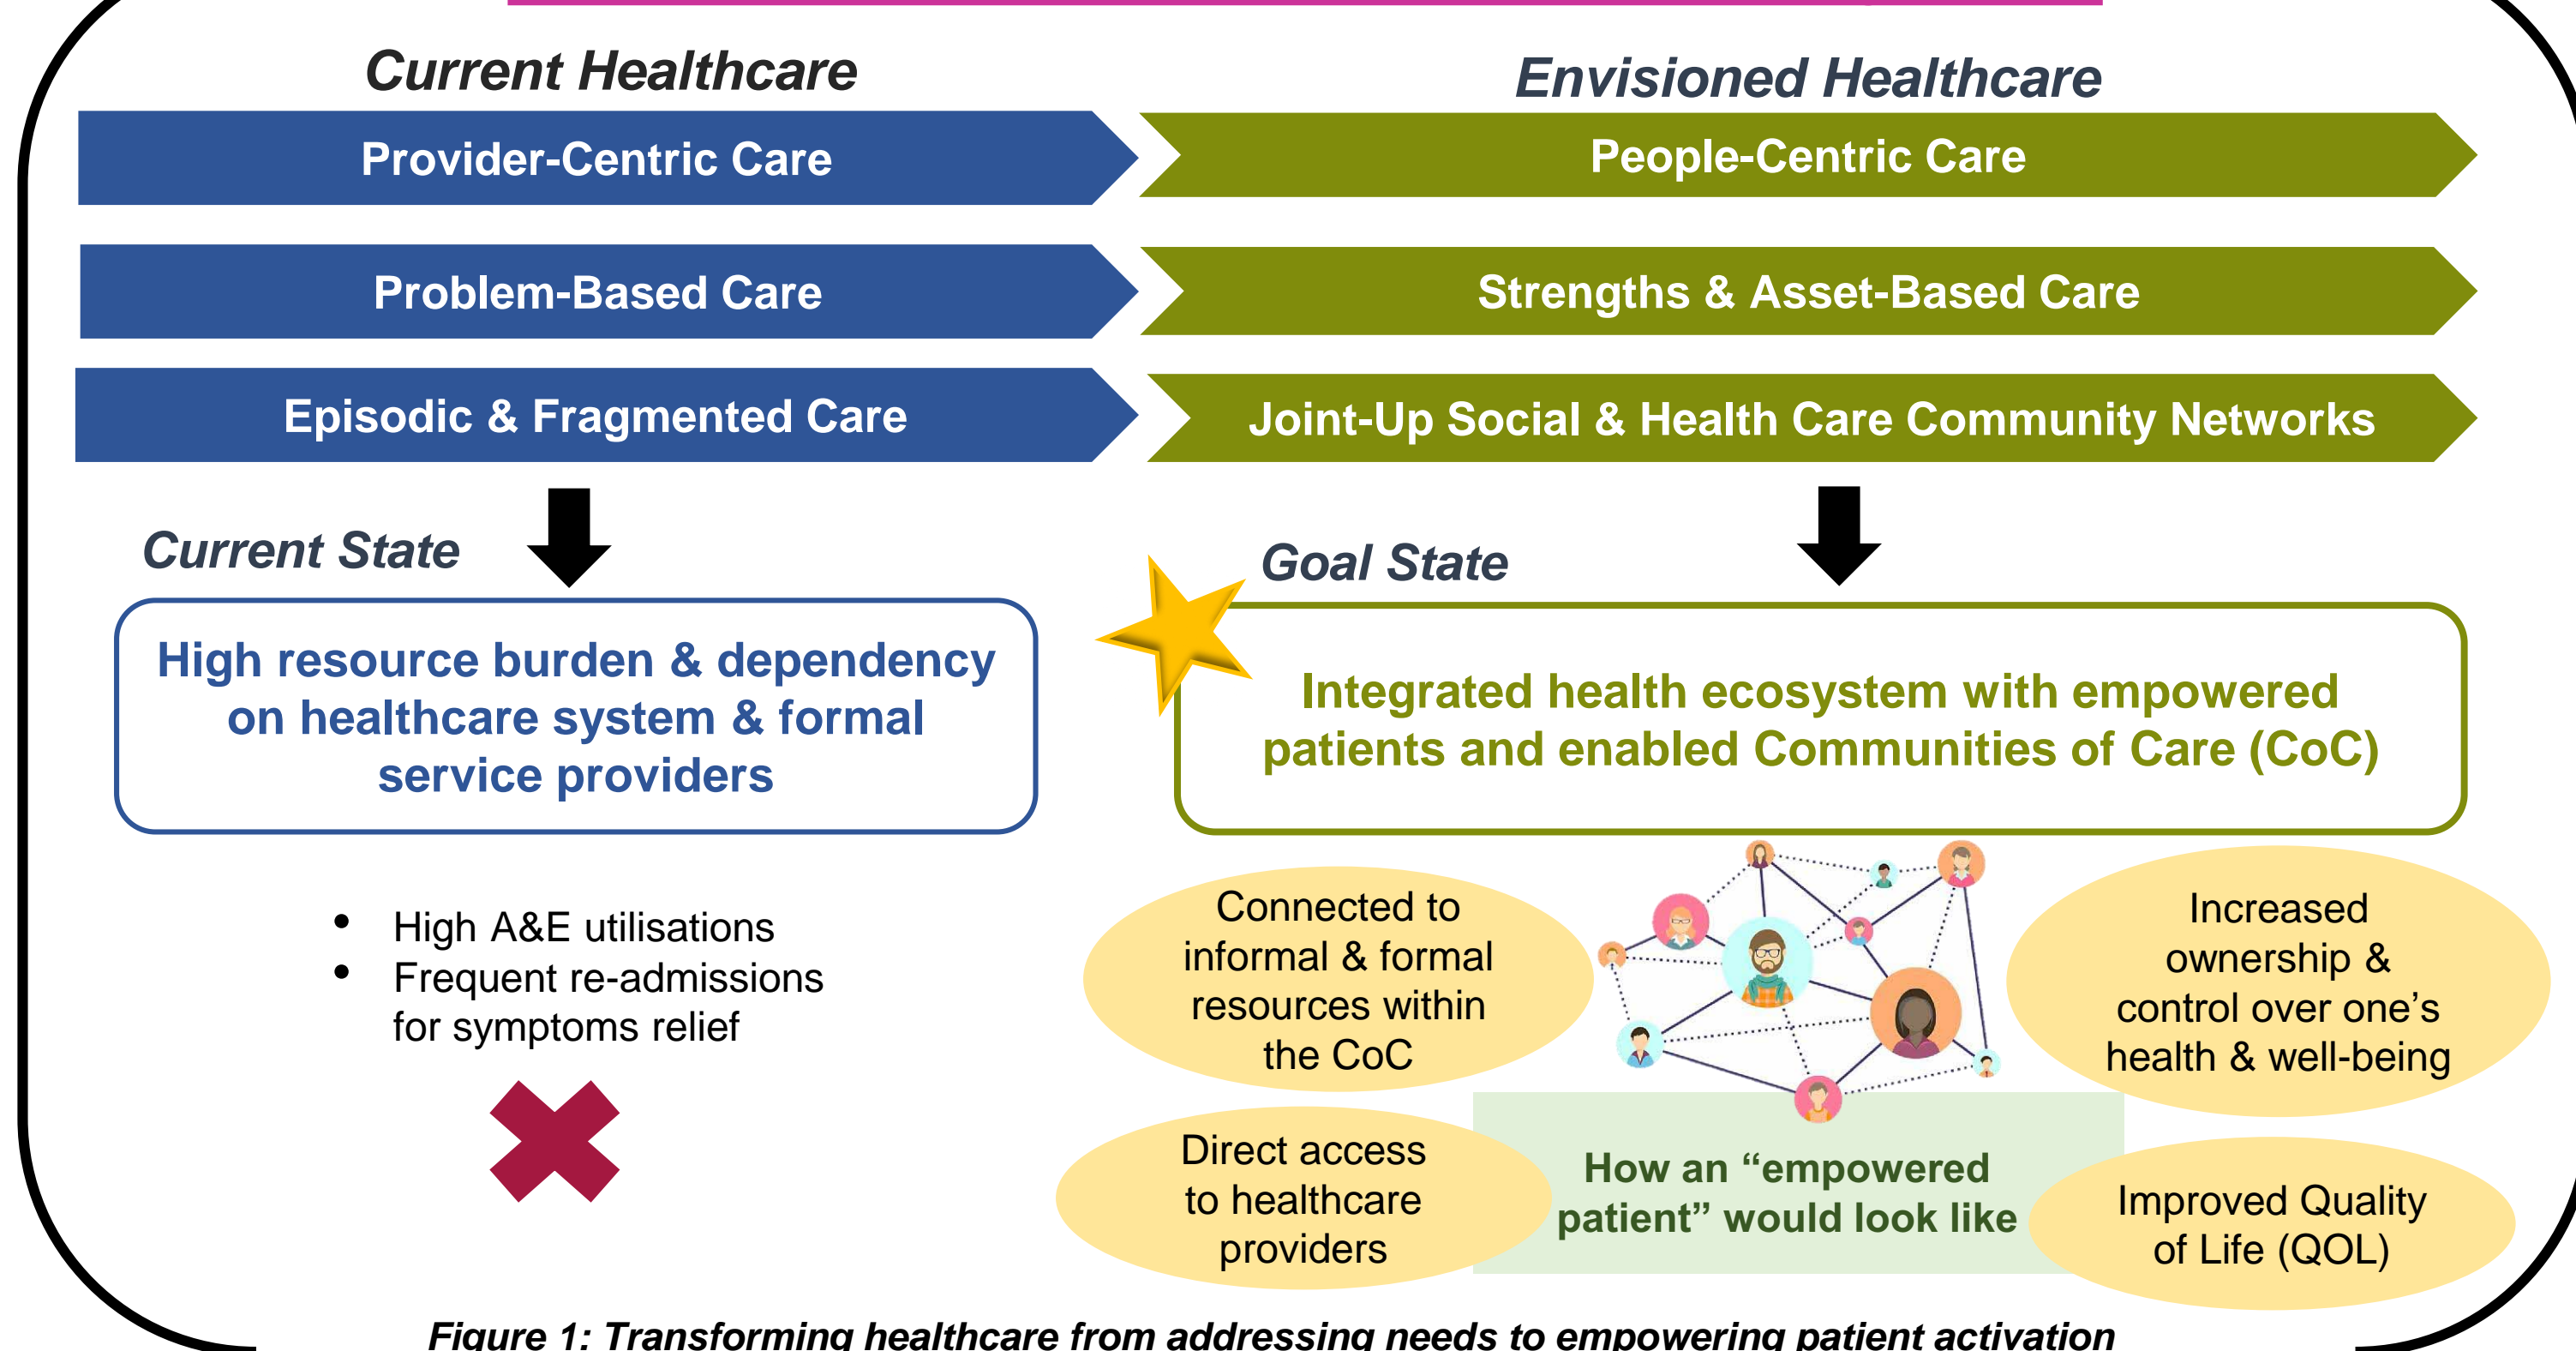 Current Healthcare
Envisioned Healthcare
Provider-Centric Care
People-Centric Care
Problem-Based Care
Strengths & Asset-Based Care
Episodic & Fragmented Care
Joint-Up Social & Health Care Community Networks
Current State
High resource burden & dependency
on healthcare system & formal
service providers
• High A&E utilisations
• Frequent re-admissions
for symptoms relief
Goal State
Integrated health ecosystem with empowered
patients and enabled Communities of Care (CoC)
Connected to
informal & formal
resources within
the CoC
Increased
ownership &
control over one’s
health & well-being
Direct access
to healthcare
providers
How an “empowered
patient” would look like
Improved Quality
of Life (QOL)
Figure 1: Transforming healthcare from addressing needs to empowering patient activation